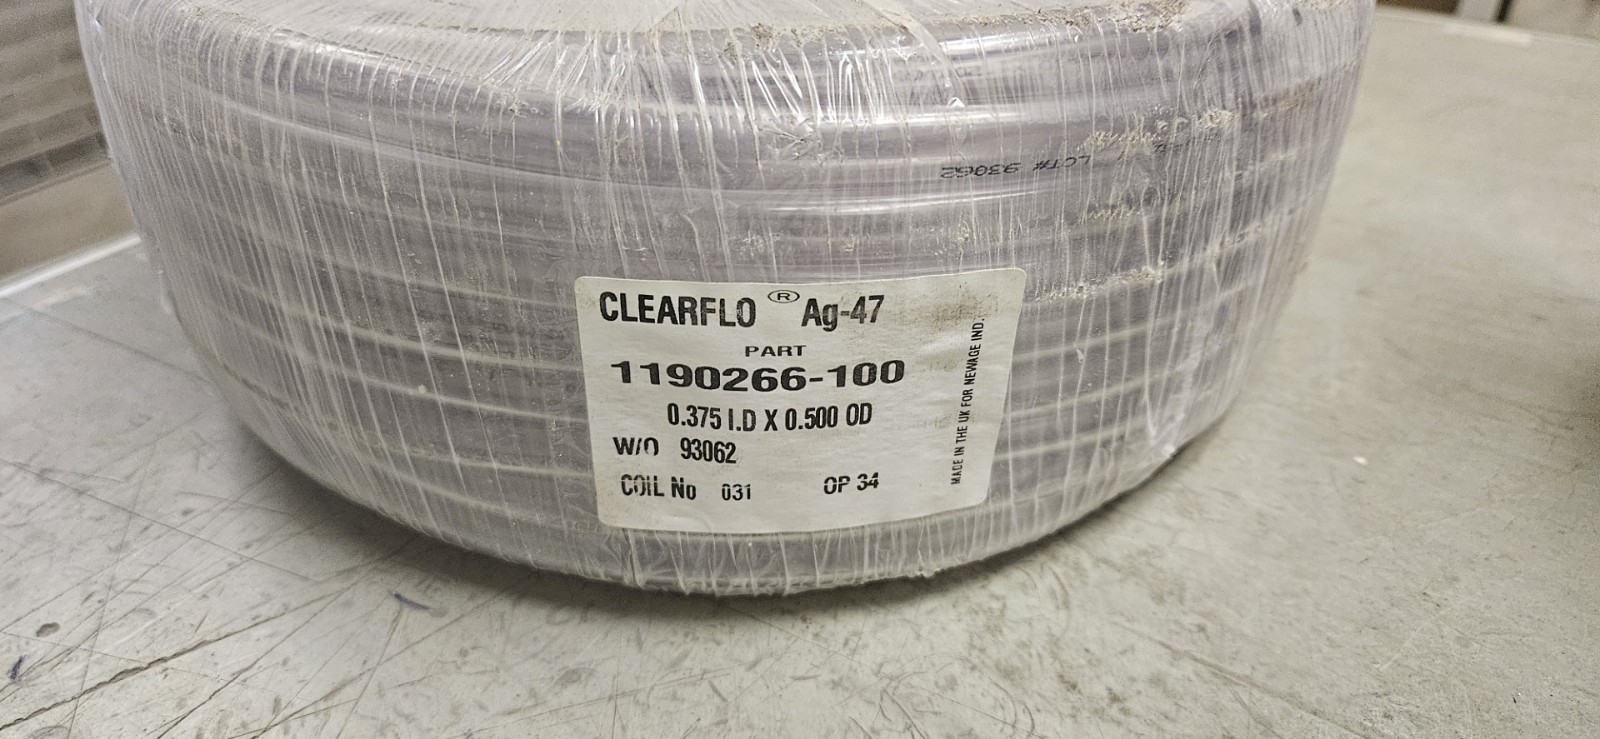 LOT# 93062
CLEARFLO ® Ag-47
PART
1190266-100
0.375 I.D X 0.500 OD
W/O 93062
COIL No 031 OP 34
MADE IN THE UK FOR NEWAGE IND.